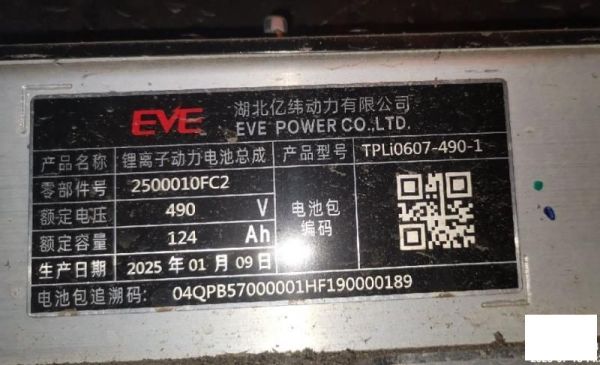 EVE 湖北亿纬动力有限公司
EVE POWER CO.,LTD.
产品名称 锂离子动力电池总成 产品型号 TPLi0607-490-1
零部件号 2500010FC2
额定电压 490 V 电池包
编码
额定容量 124 Ah
生产日期 2025 年 01 月 09 日
电池包追溯码: 04QPB57000001HF190000189